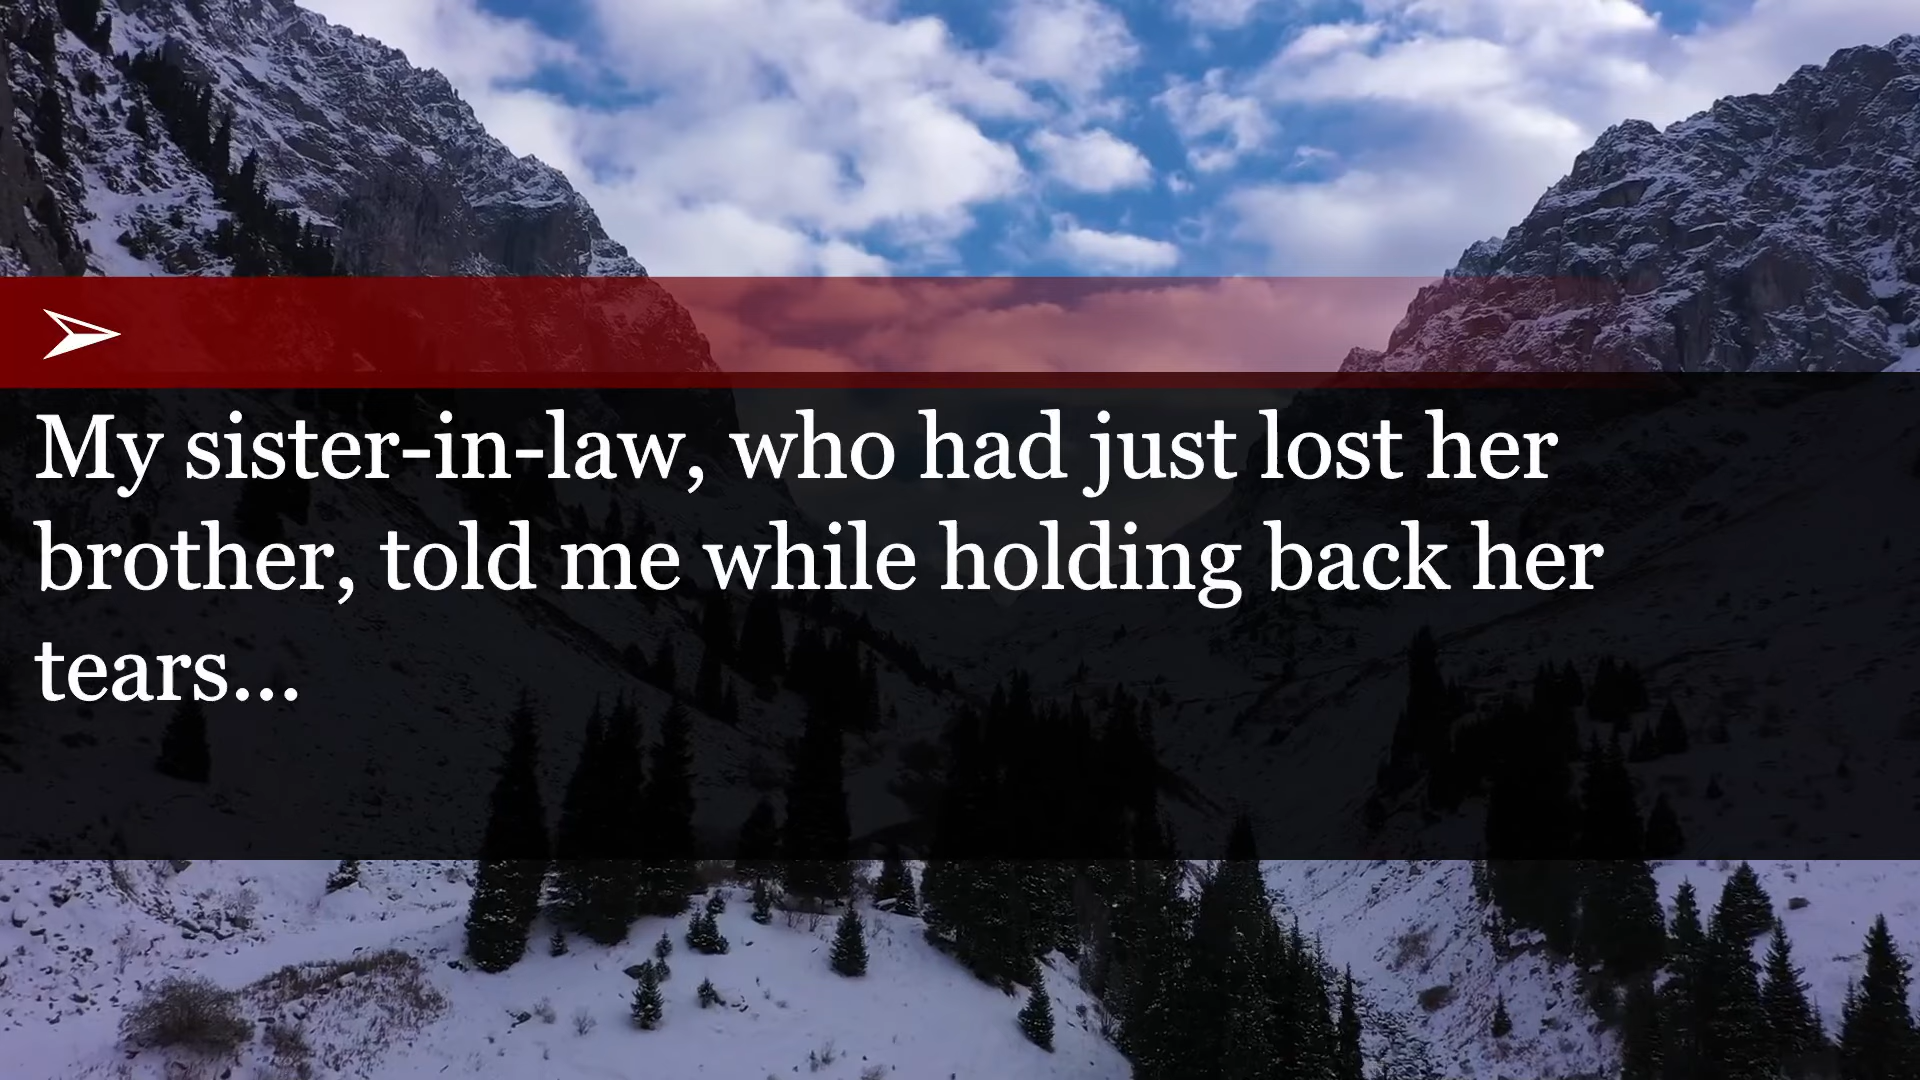 My sister-in-law, who had just lost her
brother, told me while holding back her
tears...